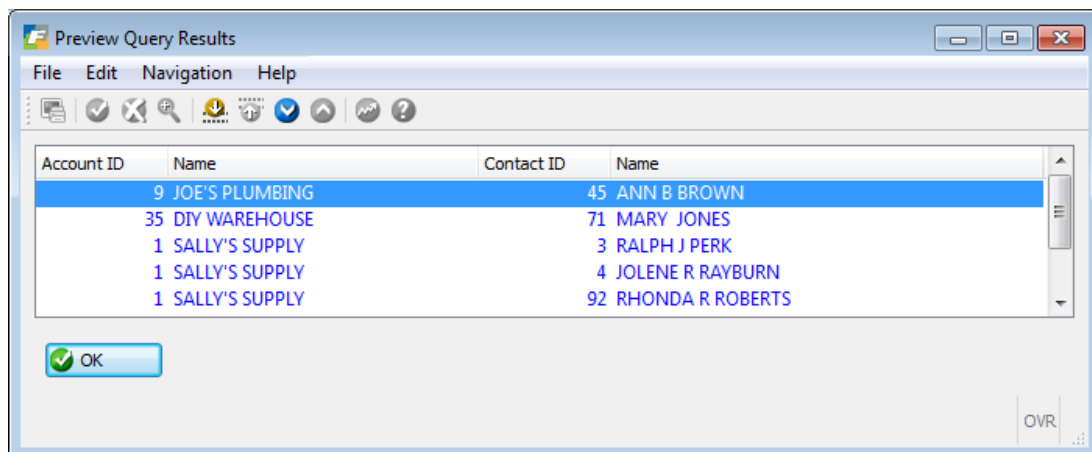 Preview Query Results
File Edit Navigation Help
Account ID Name Contact ID Name
9 JOE'S PLUMBING 45 ANN B BROWN
35 DIY WAREHOUSE 71 MARY  JONES
1 SALLY'S SUPPLY 3 RALPH J PERK
1 SALLY'S SUPPLY 4 JOLENE R RAYBURN
1 SALLY'S SUPPLY 92 RHONDA R ROBERTS
OK
OVR